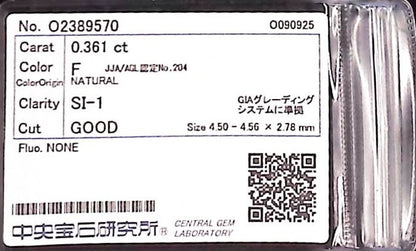 No. O2389570 O090925
Carat 0.361 ct
Color F JJA/AGL認定No.204
ColorOrigin NATURAL
Clarity SI-1 GIAグレーディング
システムに準拠
Cut GOOD Size 4.50 - 4.56 × 2.78 mm
Fluo. NONE
中央宝石研究所® CENTRAL GEM
LABORATORY